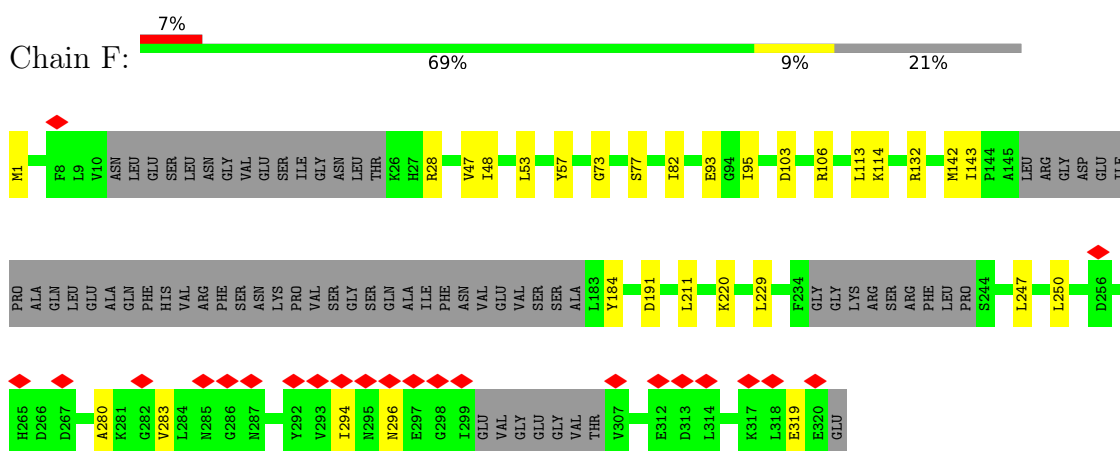 7%
Chain F:
69% 9% 21%
M1 F8 L9 V10 ASN LEU GLU SER LEU ASN GLY VAL GLU SER ILE GLY ASN LEU THR K26 H27 R28 V47 I48 L53 Y57 G73 S77 I82 E93 G94 I95 D103 R106 L113 K114 R132 M142 I143 P144 A145 LEU ARG GLY ASP GLU ILE
PRO ALA GLN LEU GLU ALA GLN PHE HIS VAL ARG PHE SER ASN LYS PRO VAL SER GLY SER GLN ALA ILE PHE ASN VAL GLU VAL SER SER ALA L183 Y184 D191 L211 K220 L229 F234 GLY GLY LYS ARG SER ARG PHE LEU PRO S244 L247 L250 D256
H265 D266 D267 A280 K281 G282 V283 L284 N285 G286 N287 Y292 V293 I294 N295 N296 E297 G298 I299 GLU VAL GLY GLU GLY VAL THR V307 E312 D313 L314 K317 L318 E319 E320 GLU